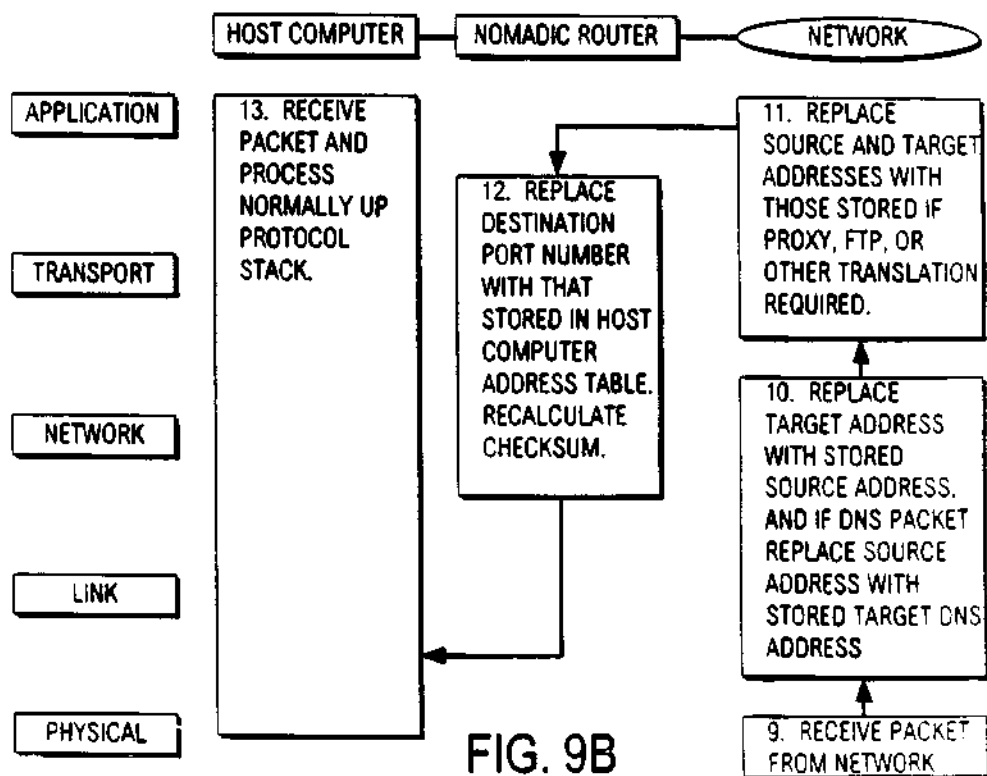 HOST COMPUTER
NOMADIC ROUTER
NETWORK
APPLICATION
TRANSPORT
NETWORK
LINK
PHYSICAL
13. RECEIVE
PACKET AND
PROCESS
NORMALLY UP
PROTOCOL
STACK.
12. REPLACE
DESTINATION
PORT NUMBER
WITH THAT
STORED IN HOST
COMPUTER
ADDRESS TABLE.
RECALCULATE
CHECKSUM.
11. REPLACE
SOURCE AND TARGET
ADDRESSES WITH
THOSE STORED IF
PROXY, FTP, OR
OTHER TRANSLATION
REQUIRED.
10. REPLACE
TARGET ADDRESS
WITH STORED
SOURCE ADDRESS.
AND IF DNS PACKET
REPLACE SOURCE
ADDRESS WITH
STORED TARGET DNS
ADDRESS
9. RECEIVE PACKET
FROM NETWORK
FIG. 9B